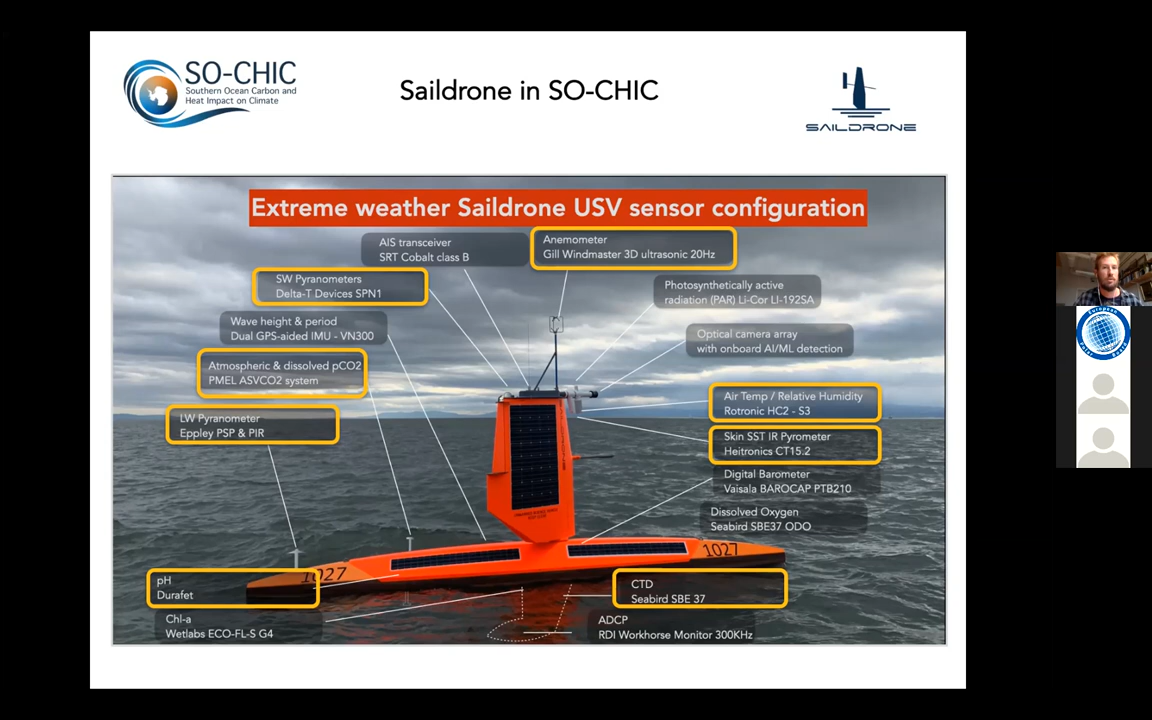 SO-CHIC
Southern Ocean Carbon and
Heat Impact on Climate
Saildrone in SO-CHIC
SAILDRONE
Extreme weather Saildrone USV sensor configuration
AIS transceiver
SRT Cobalt class B
Anemometer
Gill Windmaster 3D ultrasonic 20Hz
SW Pyranometers
Delta-T Devices SPN1
Photosynthetically active
radiation (PAR) Li-Cor LI-192SA
Wave height & period
Dual GPS-aided IMU - VN300
Optical camera array
with onboard AI/ML detection
Atmospheric & dissolved pCO2
PMEL ASVCO2 system
Air Temp / Relative Humidity
Rotronic HC2 - S3
LW Pyranometer
Eppley PSP & PIR
Skin SST IR Pyrometer
Heitronics CT15.2
Digital Barometer
Vaisala BAROCAP PTB210
Dissolved Oxygen
Seabird SBE37 ODO
1027
1027
pH
Durafet
CTD
Seabird SBE 37
Chl-a
Wetlabs ECO-FL-S G4
ADCP
RDI Workhorse Monitor 300KHz
European